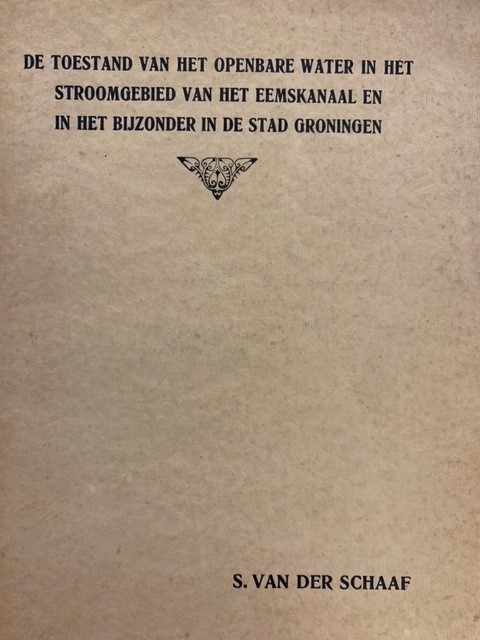 DE TOESTAND VAN HET OPENBARE WATER IN HET
STROOMGEBIED VAN HET EEMSKANAAL EN
IN HET BIJZONDER IN DE STAD GRONINGEN
S. VAN DER SCHAAF